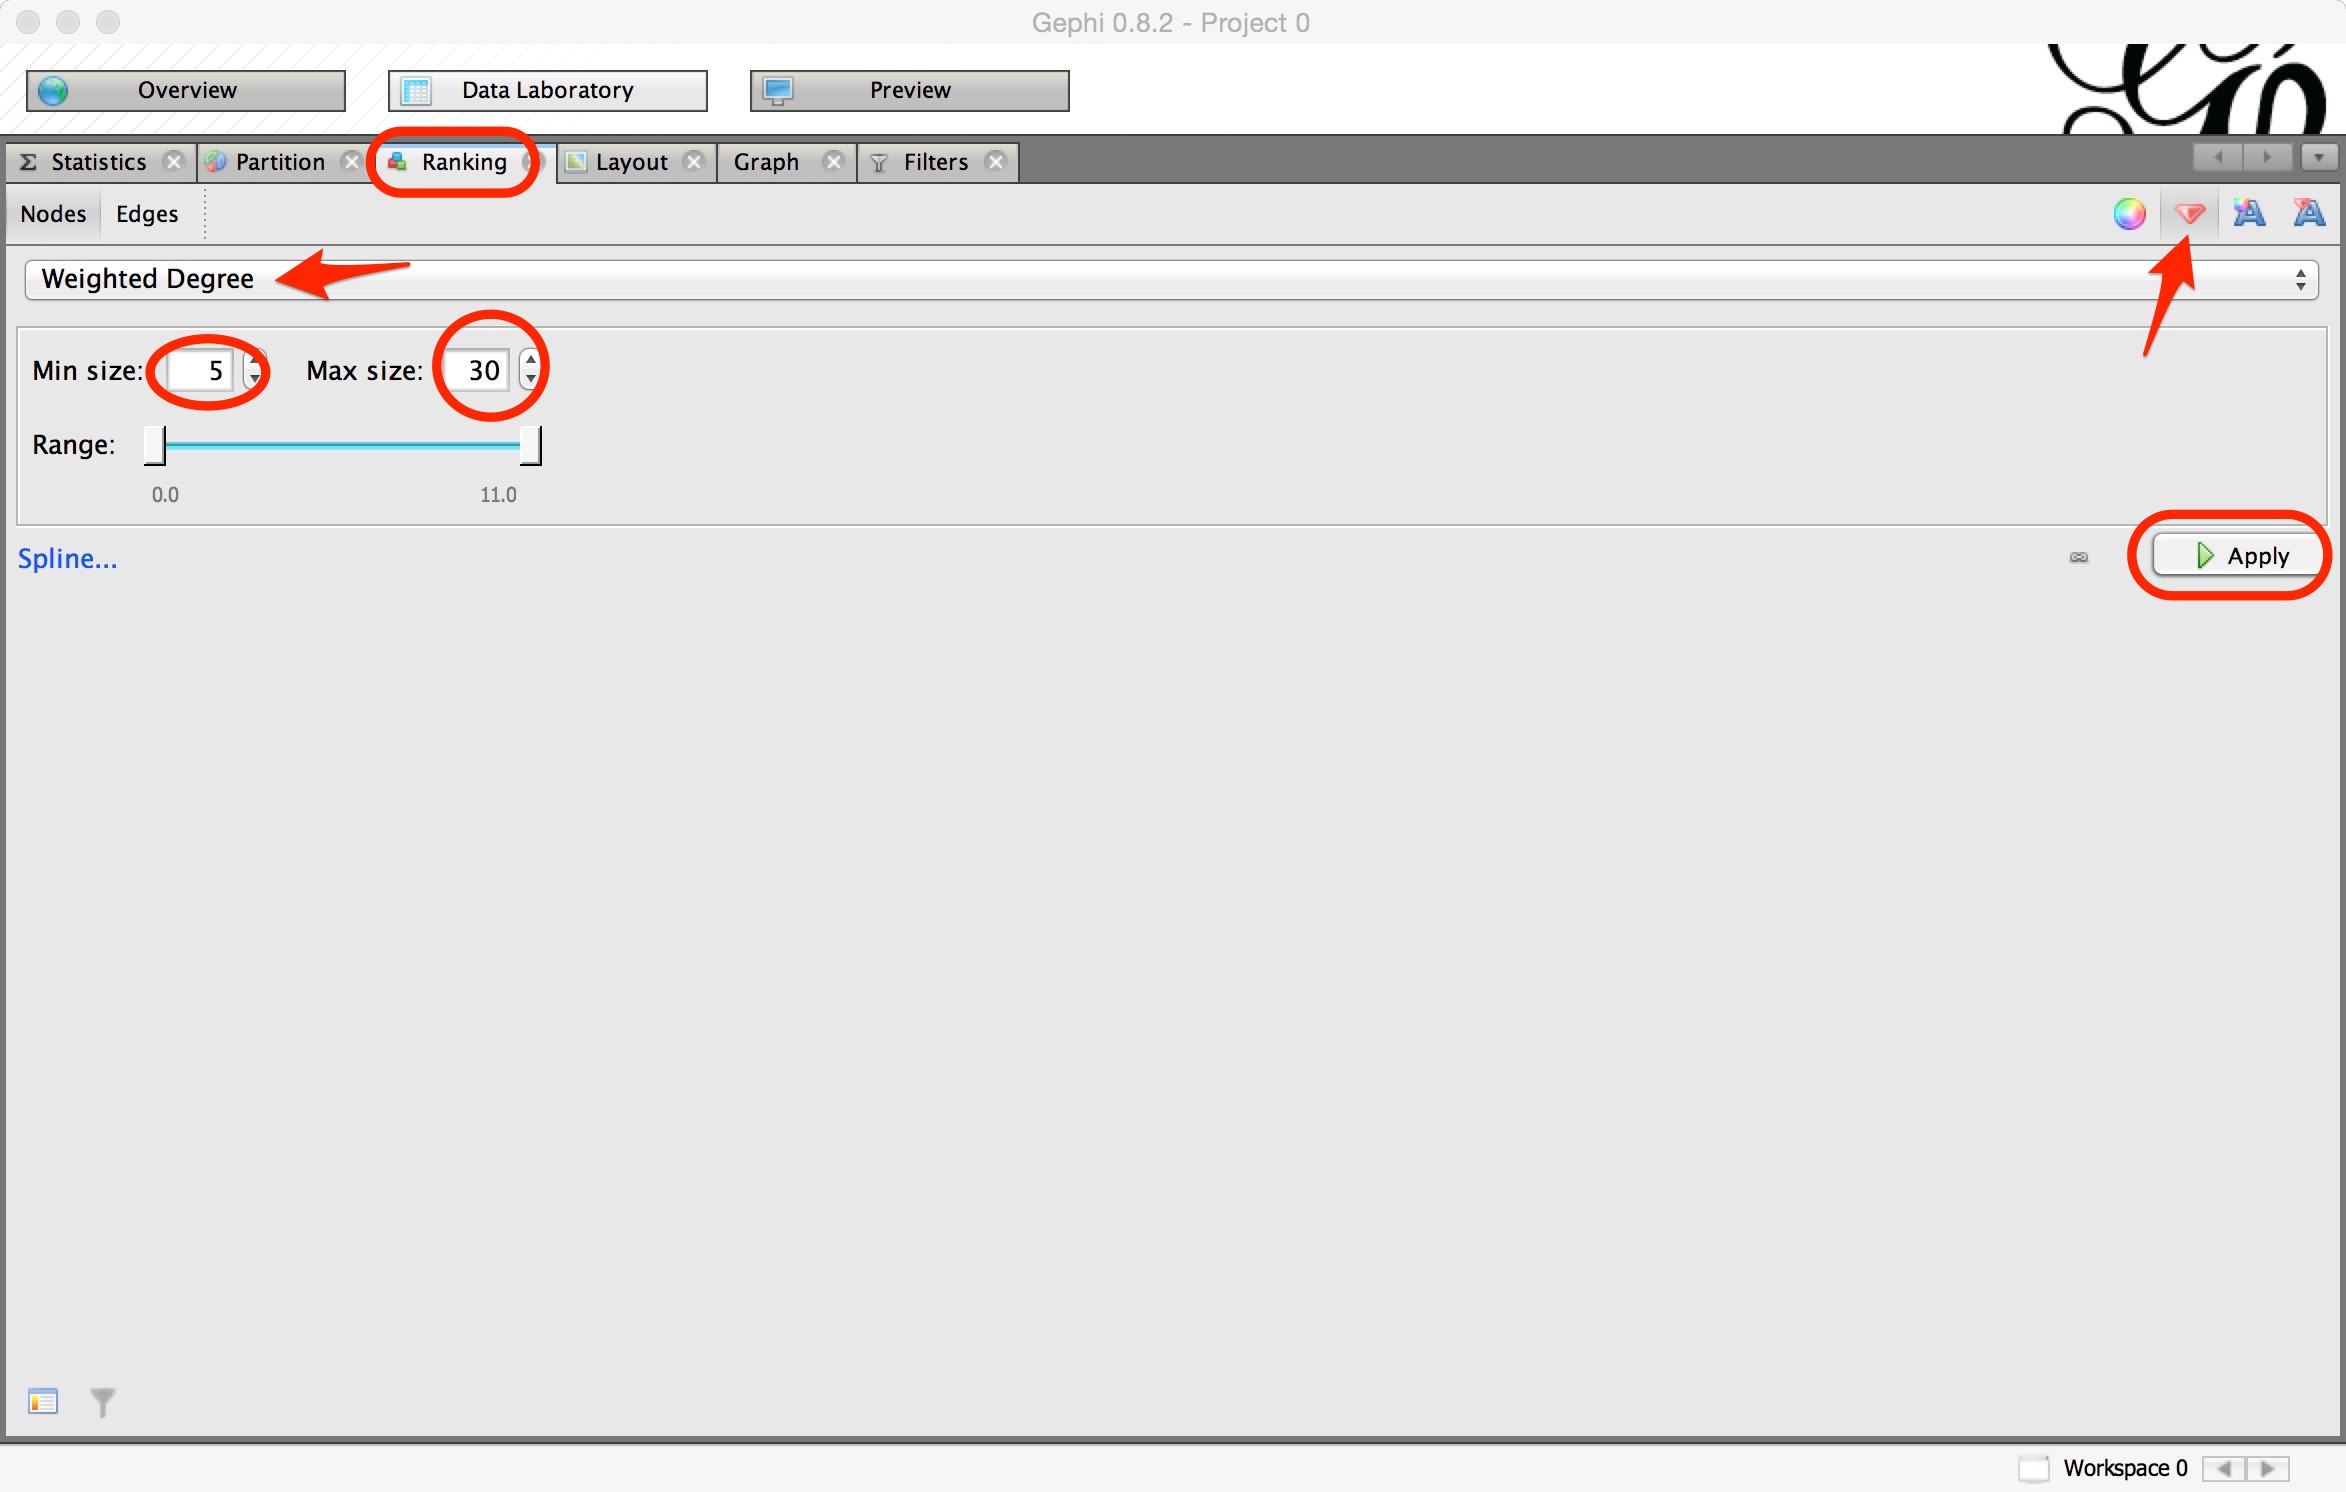 Gephi 0.8.2 - Project 0
Overview Data Laboratory Preview
Σ Statistics Partition Ranking Layout Graph Filters
Nodes Edges
Weighted Degree
Min size: 5 Max size: 30
Range:
0.0 11.0
Spline... Apply
Workspace 0